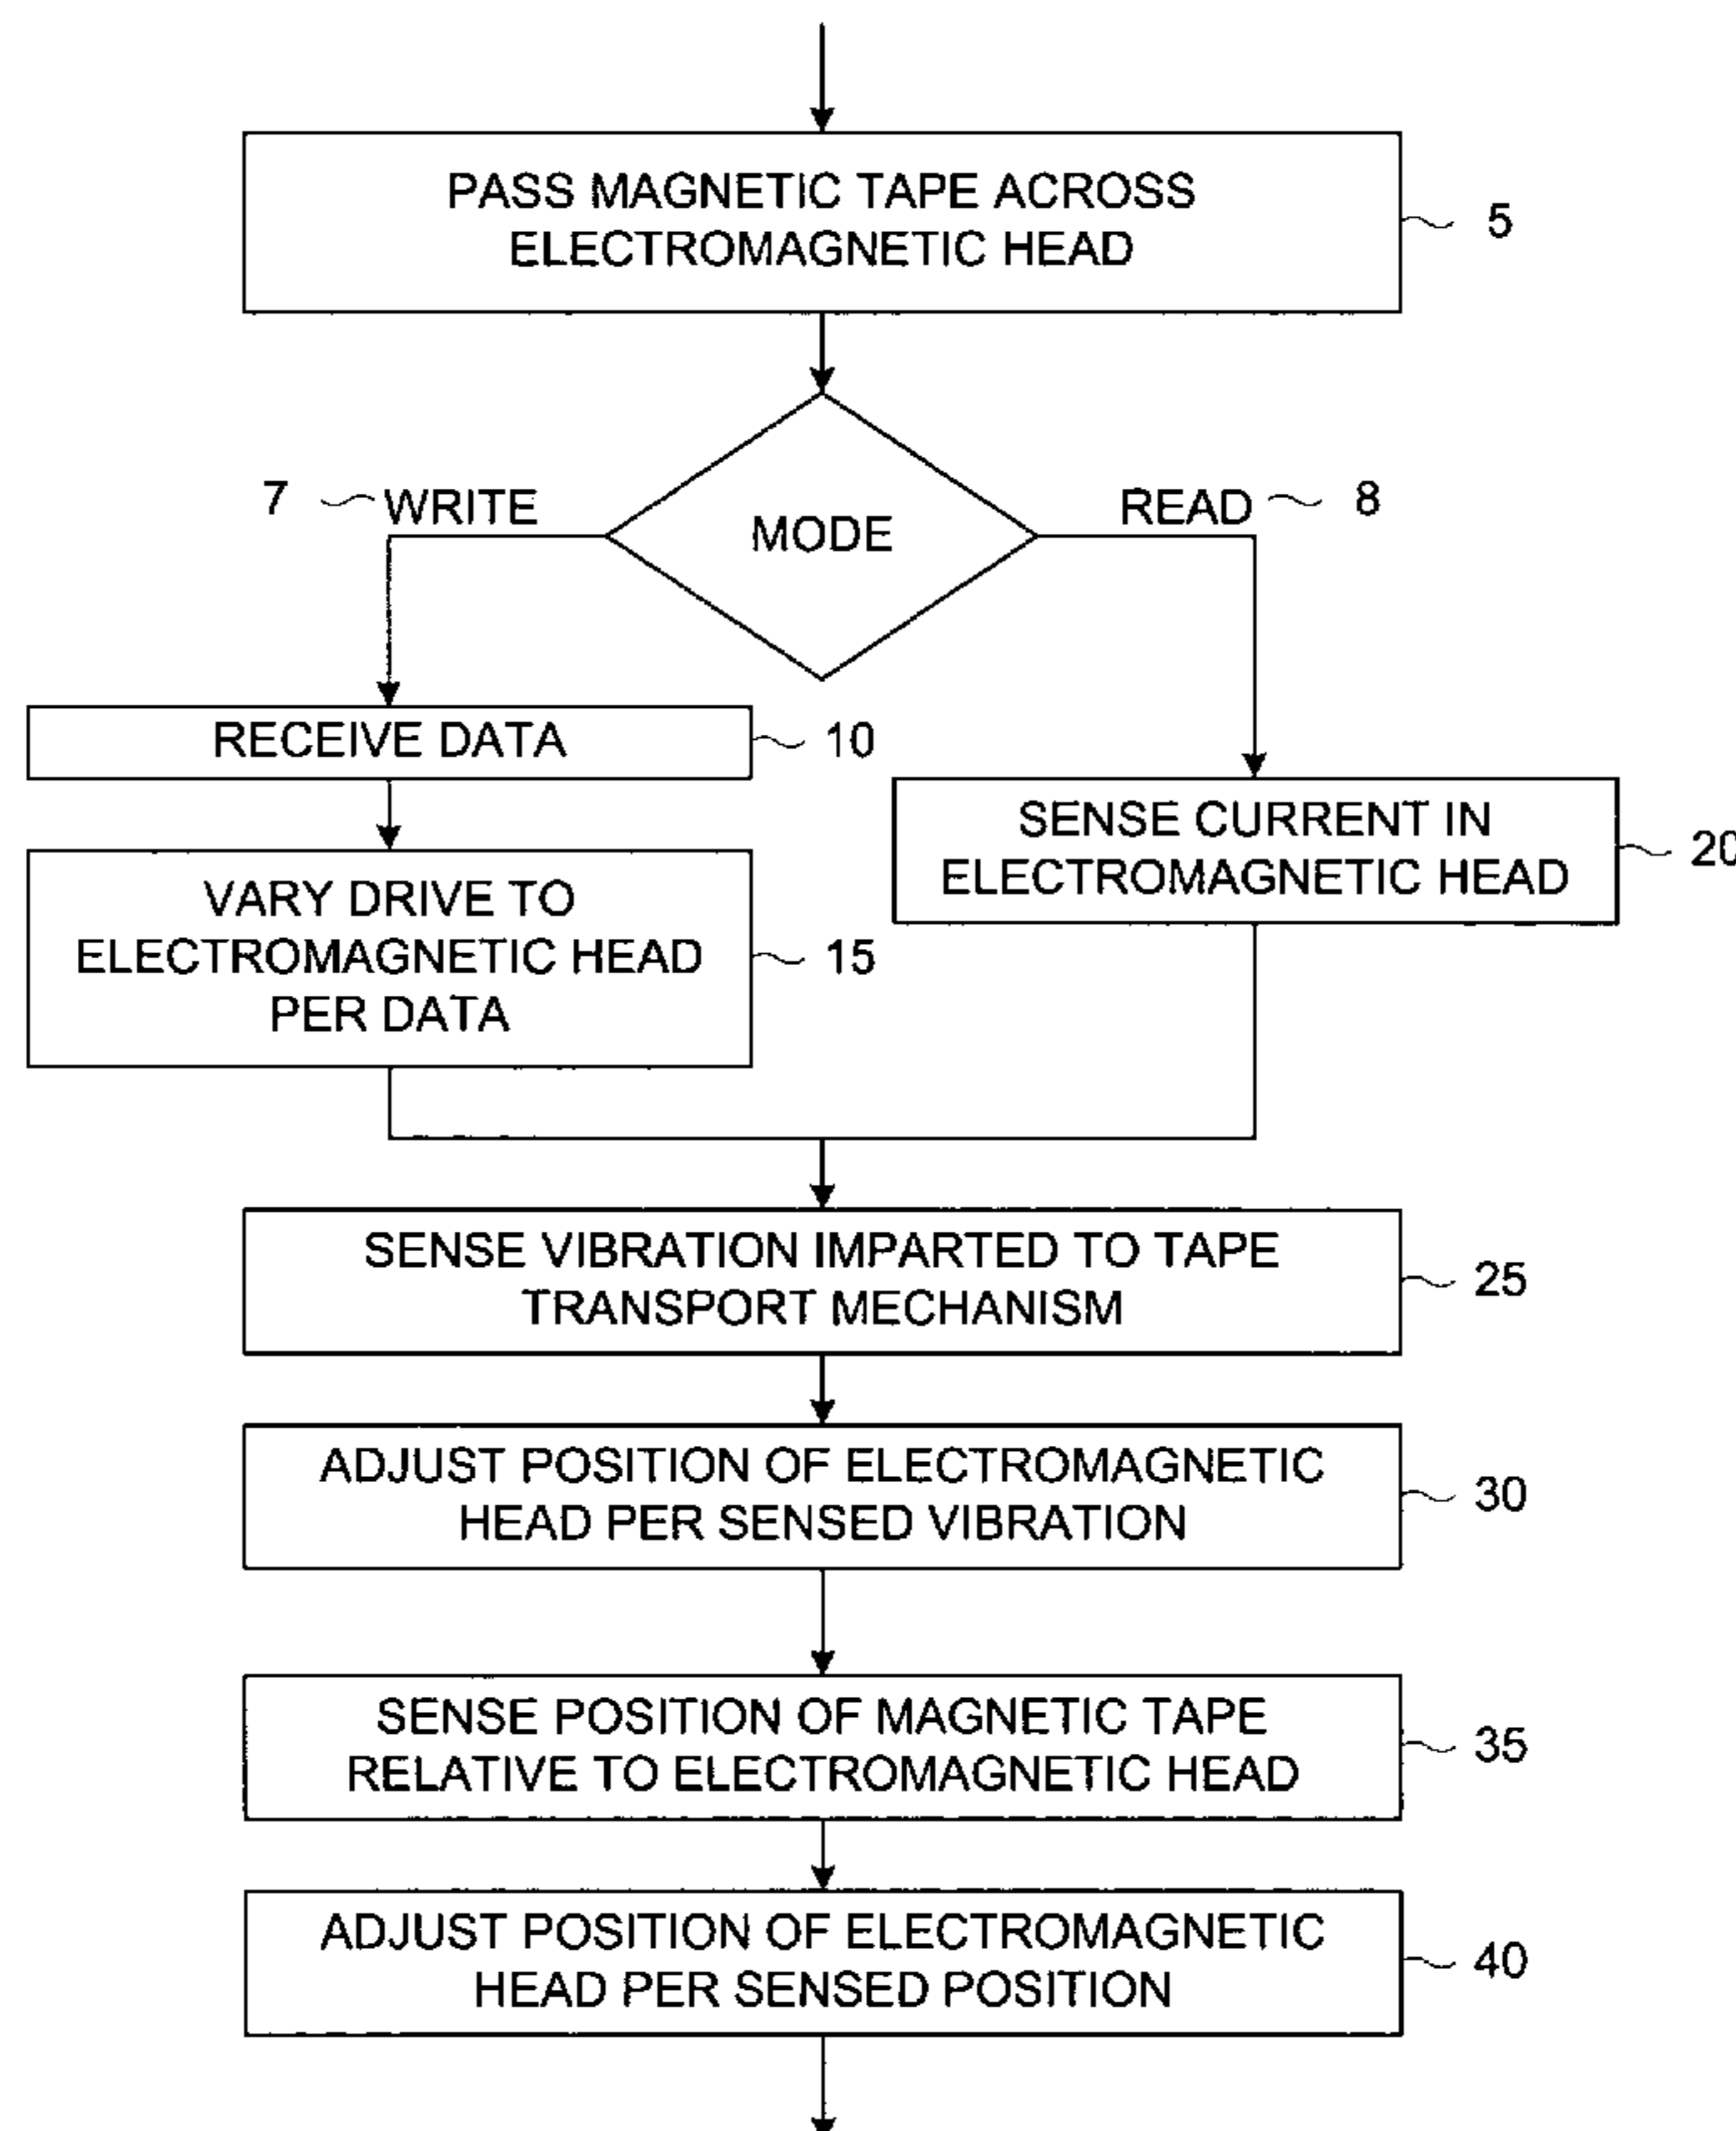 PASS MAGNETIC TAPE ACROSS
ELECTROMAGNETIC HEAD
5
7
WRITE
MODE
READ
8
RECEIVE DATA
10
VARY DRIVE TO
ELECTROMAGNETIC HEAD
PER DATA
15
SENSE CURRENT IN
ELECTROMAGNETIC HEAD
20
SENSE VIBRATION IMPARTED TO TAPE
TRANSPORT MECHANISM
25
ADJUST POSITION OF ELECTROMAGNETIC
HEAD PER SENSED VIBRATION
30
SENSE POSITION OF MAGNETIC TAPE
RELATIVE TO ELECTROMAGNETIC HEAD
35
ADJUST POSITION OF ELECTROMAGNETIC
HEAD PER SENSED POSITION
40